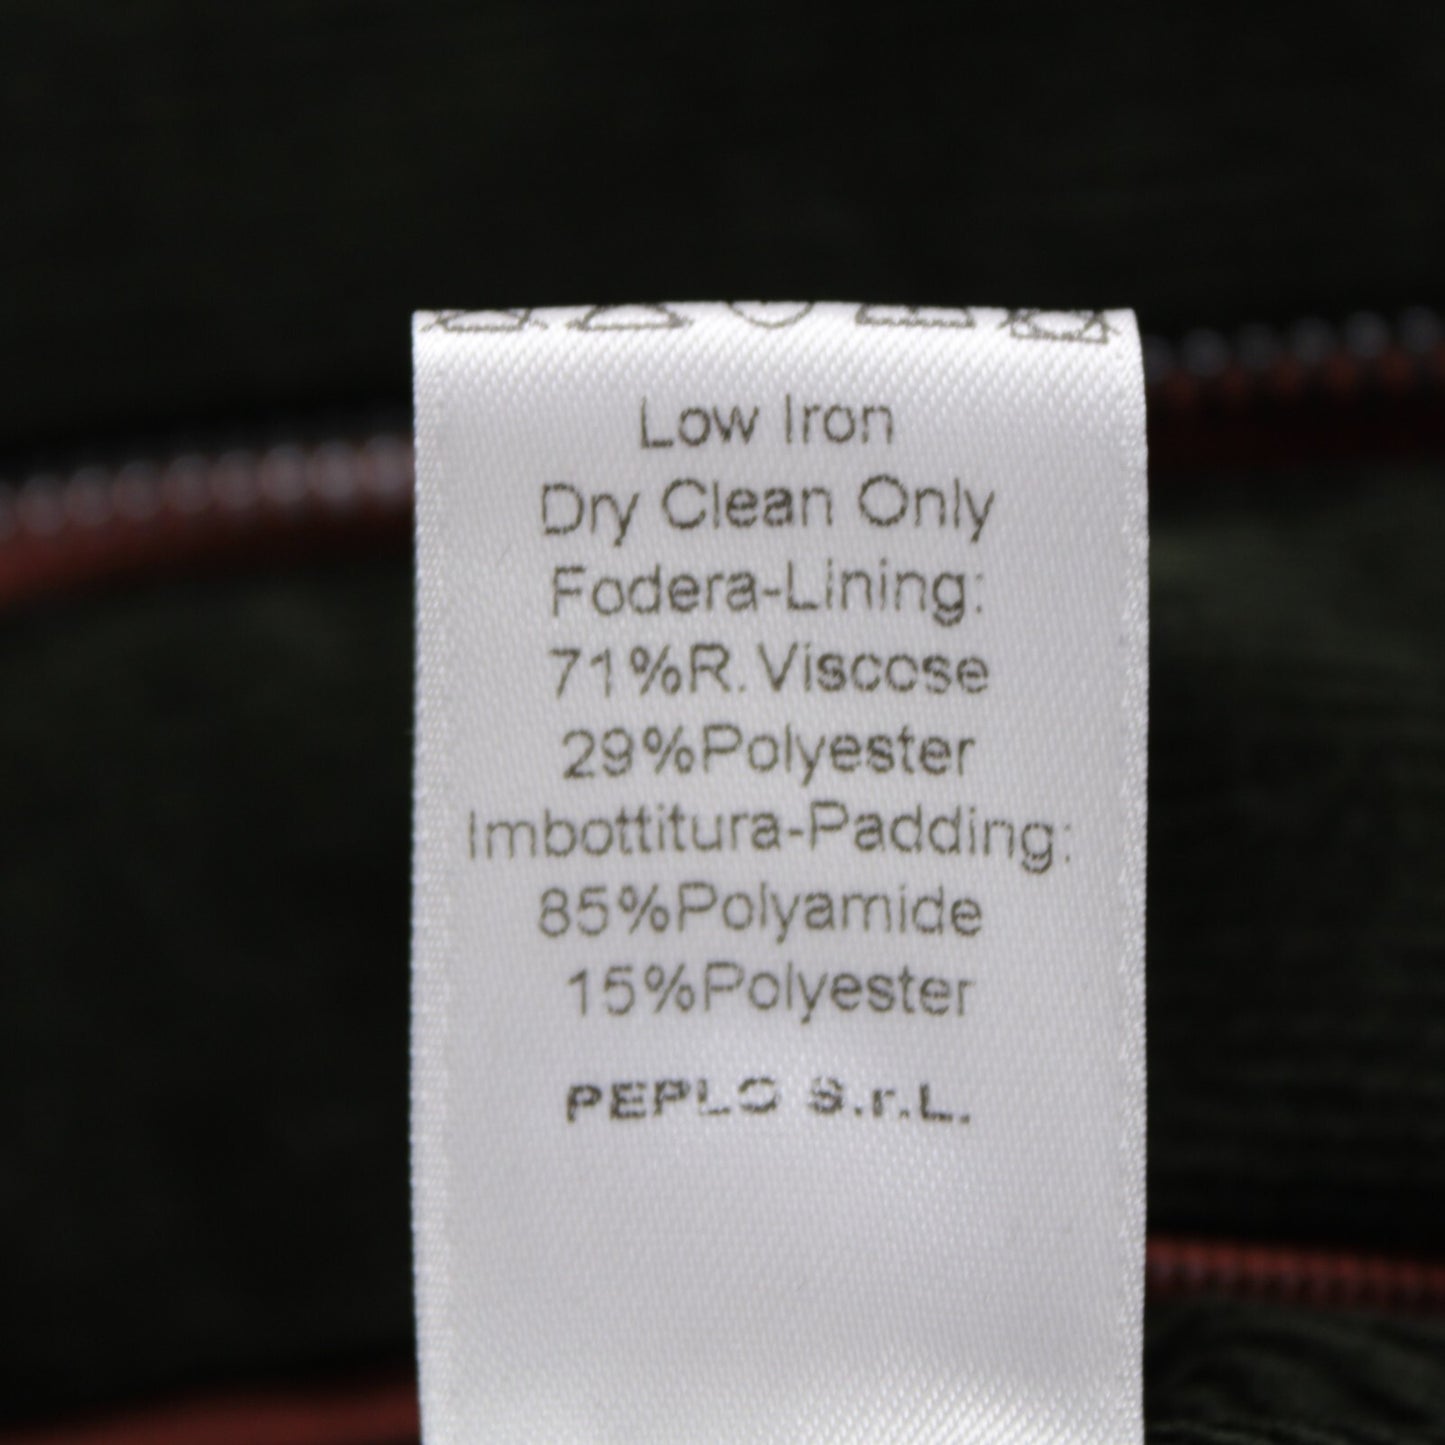 Low Iron
Dry Clean Only
Fodera-Lining:
71%R.Viscose
29%Polyester
Imbottitura-Padding:
85%Polyamide
15%Polyester
PEPLO S.r.L.